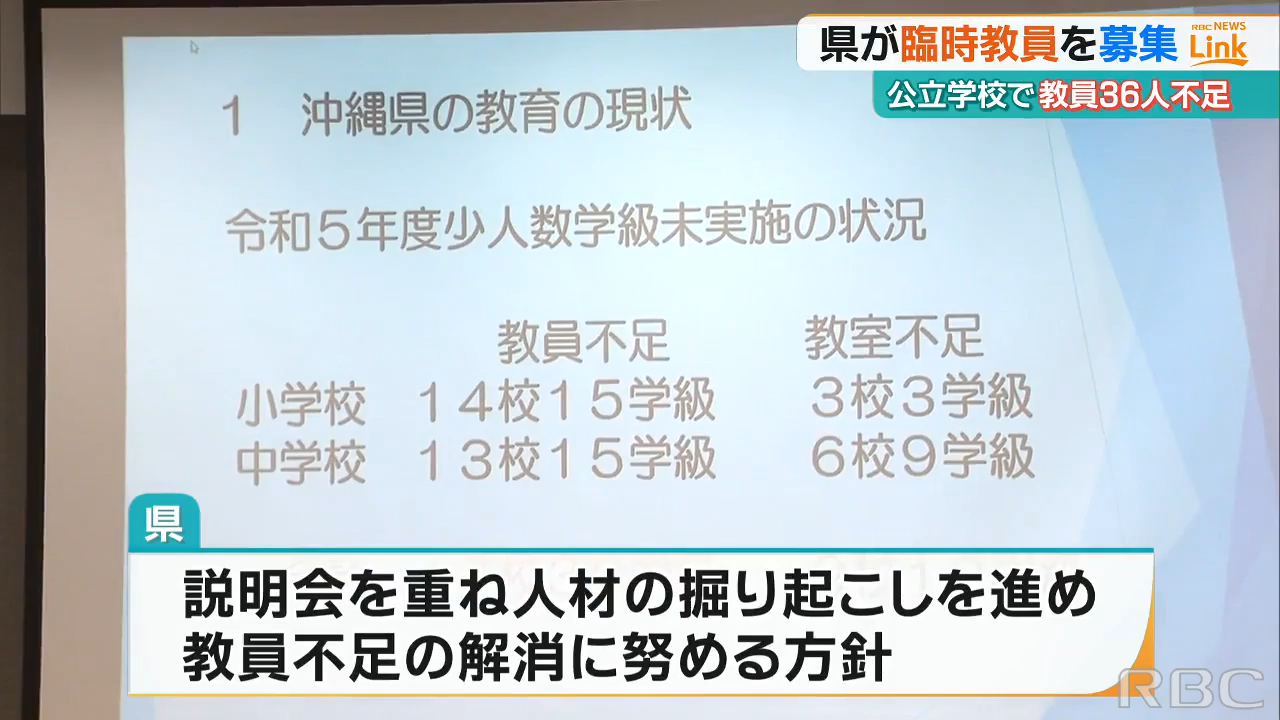 県が臨時教員を募集
RBC NEWS
Link
公立学校で教員36人不足
1　沖縄県の教育の現状
令和5年度少人数学級未実施の状況
教員不足　教室不足
小学校　14校15学級　3校3学級
中学校　13校15学級　6校9学級
県
説明会を重ね人材の掘り起こしを進め
教員不足の解消に努める方針
RBC